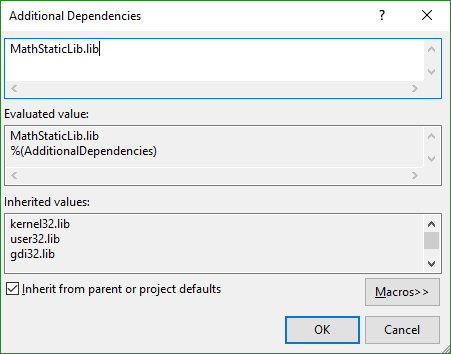 Additional Dependencies
MathStaticLib.lib
Evaluated value:
MathStaticLib.lib
%(AdditionalDependencies)
Inherited values:
kernel32.lib
user32.lib
gdi32.lib
Inherit from parent or project defaults
Macros>>
OK
Cancel